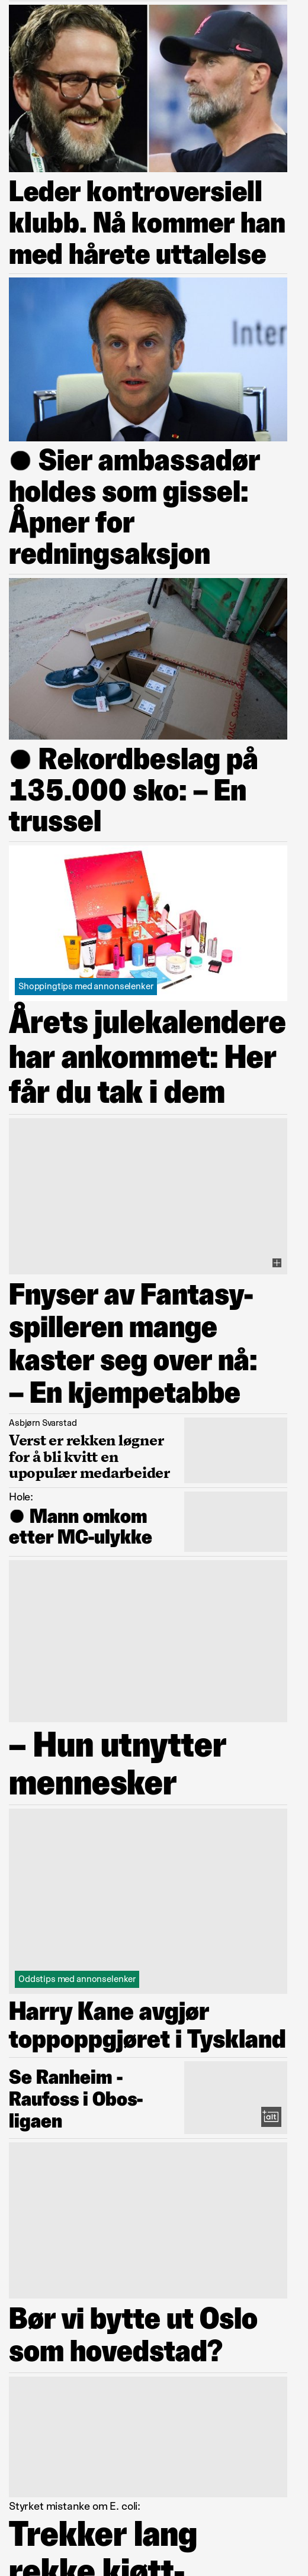 Leder kontroversiell
klubb. Nå kommer han
med hårete uttalelse
Inter
● Sier ambassadør
holdes som gissel:
Åpner for
redningsaksjon
● Rekordbeslag på
135.000 sko: – En
trussel
Shoppingtips med annonselenker
Årets julekalendere
har ankommet: Her
får du tak i dem
Fnyser av Fantasy-
spilleren mange
kaster seg over nå:
– En kjempetabbe
Asbjørn Svarstad
Verst er rekken løgner
for å bli kvitt en
upopulær medarbeider
Hole:
● Mann omkom
etter MC-ulykke
– Hun utnytter
mennesker
Oddstips med annonselenker
Harry Kane avgjør
toppoppgjøret i Tyskland
Se Ranheim -
Raufoss i Obos-
ligaen
+alt
Bør vi bytte ut Oslo
som hovedstad?
Styrket mistanke om E. coli:
Trekker lang
rekke kjøtt-